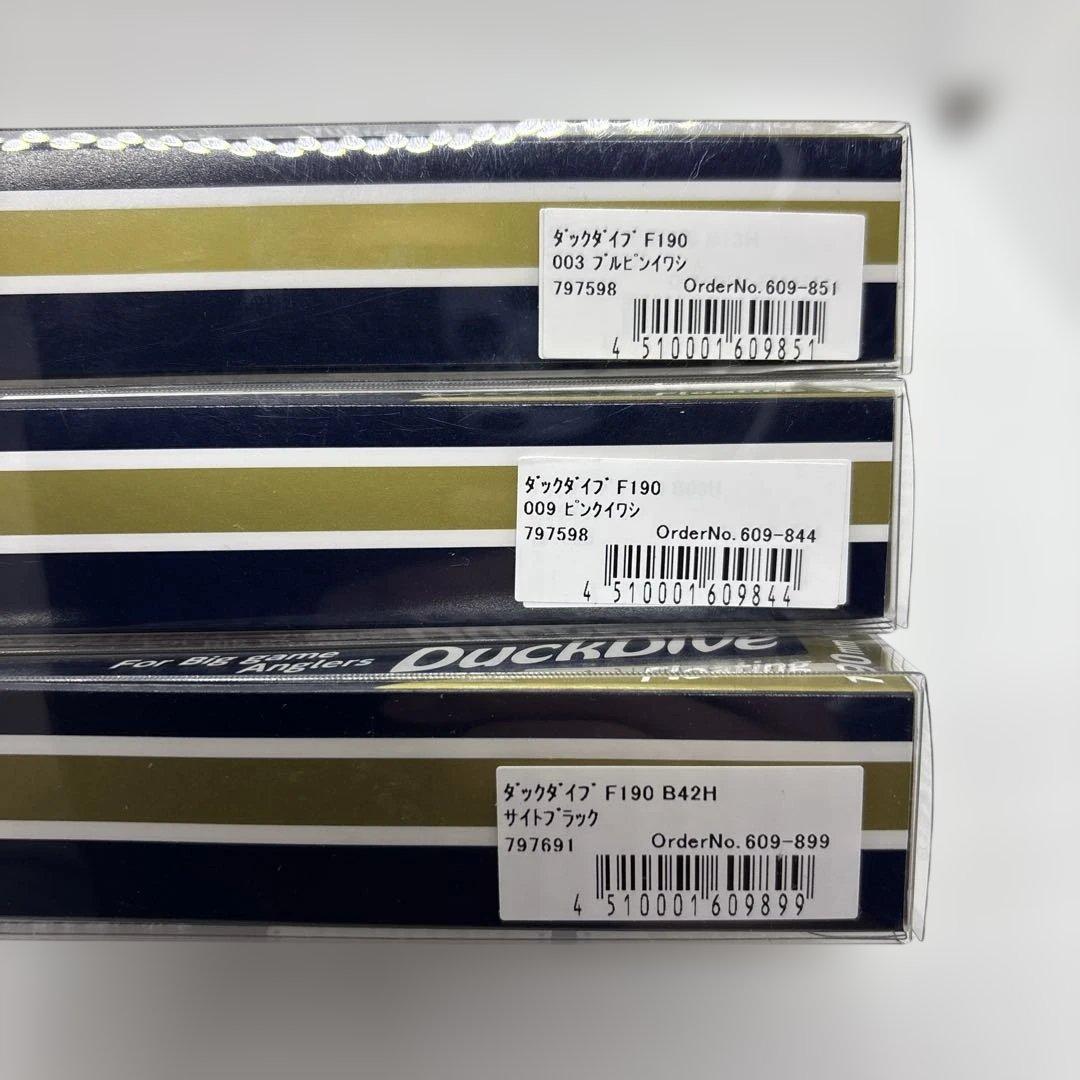 ﾀﾞｯｸﾀﾞｲﾌﾞ F190
003 ﾌﾞﾙﾋﾟﾝｲﾜｼ
797598 OrderNo. 609-851
4 510001 609851
ﾀﾞｯｸﾀﾞｲﾌﾞ F190
009 ﾋﾟﾝｸｲﾜｼ
797598 OrderNo. 609-844
4 510001 609844
For Big game
Anglers
DuckDive
Floating
190mm
ﾀﾞｯｸﾀﾞｲﾌﾞ F190 B42H
ｻｲﾄﾌﾞﾗｯｸ
797691 OrderNo. 609-899
4 510001 609899